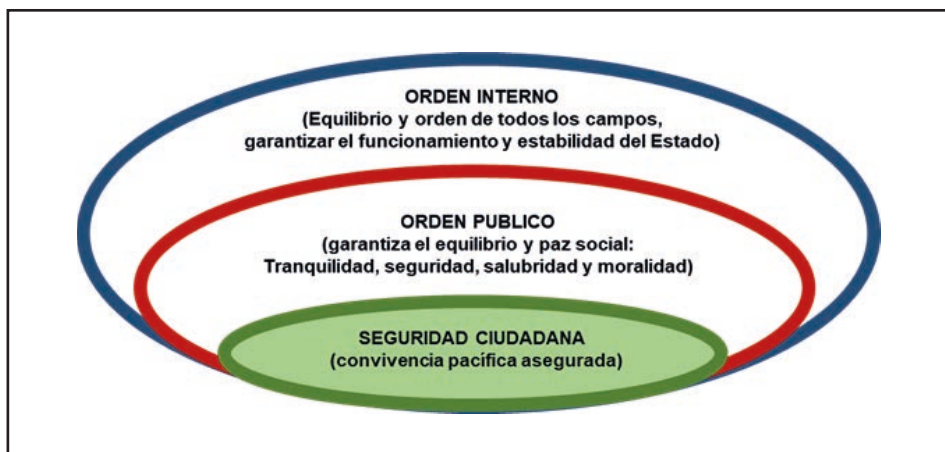 ORDEN INTERNO
(Equilibrio y orden de todos los campos,
garantizar el funcionamiento y estabilidad del Estado)
ORDEN PUBLICO
(garantiza el equilibrio y paz social:
Tranquilidad, seguridad, salubridad y moralidad)
SEGURIDAD CIUDADANA
(convivencia pacífica asegurada)